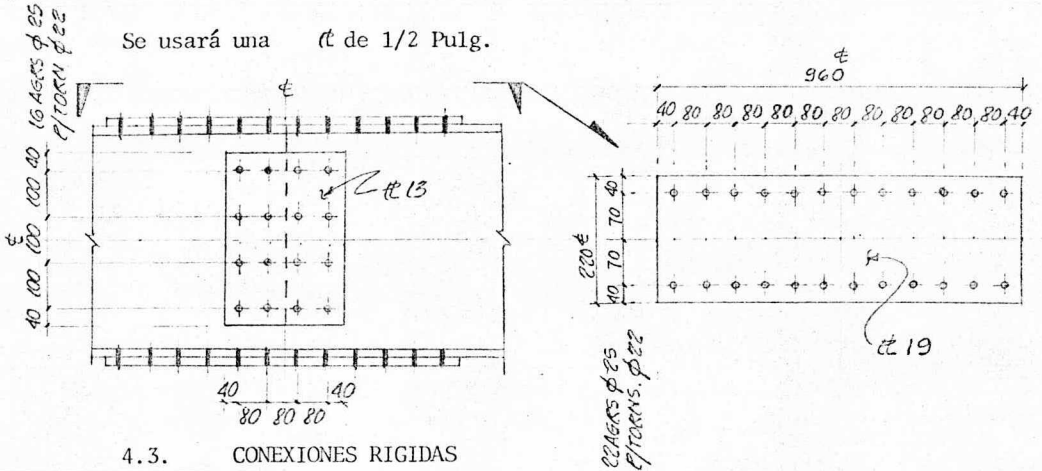 Se usará una ₧ de 1/2 Pulg.
16 AGRS φ 25
P/TORN φ 22
40
100
100
100
40
℄
℄
℄ 13
40 40
80 80 80
℄
960
40 80 80 80 80 80 80 80 80 80 80 80 40
220 ℄
40
70
70
40
℄ 19
22 AGRS φ 25
P/TORNS. φ 22
4.3. CONEXIONES RIGIDAS